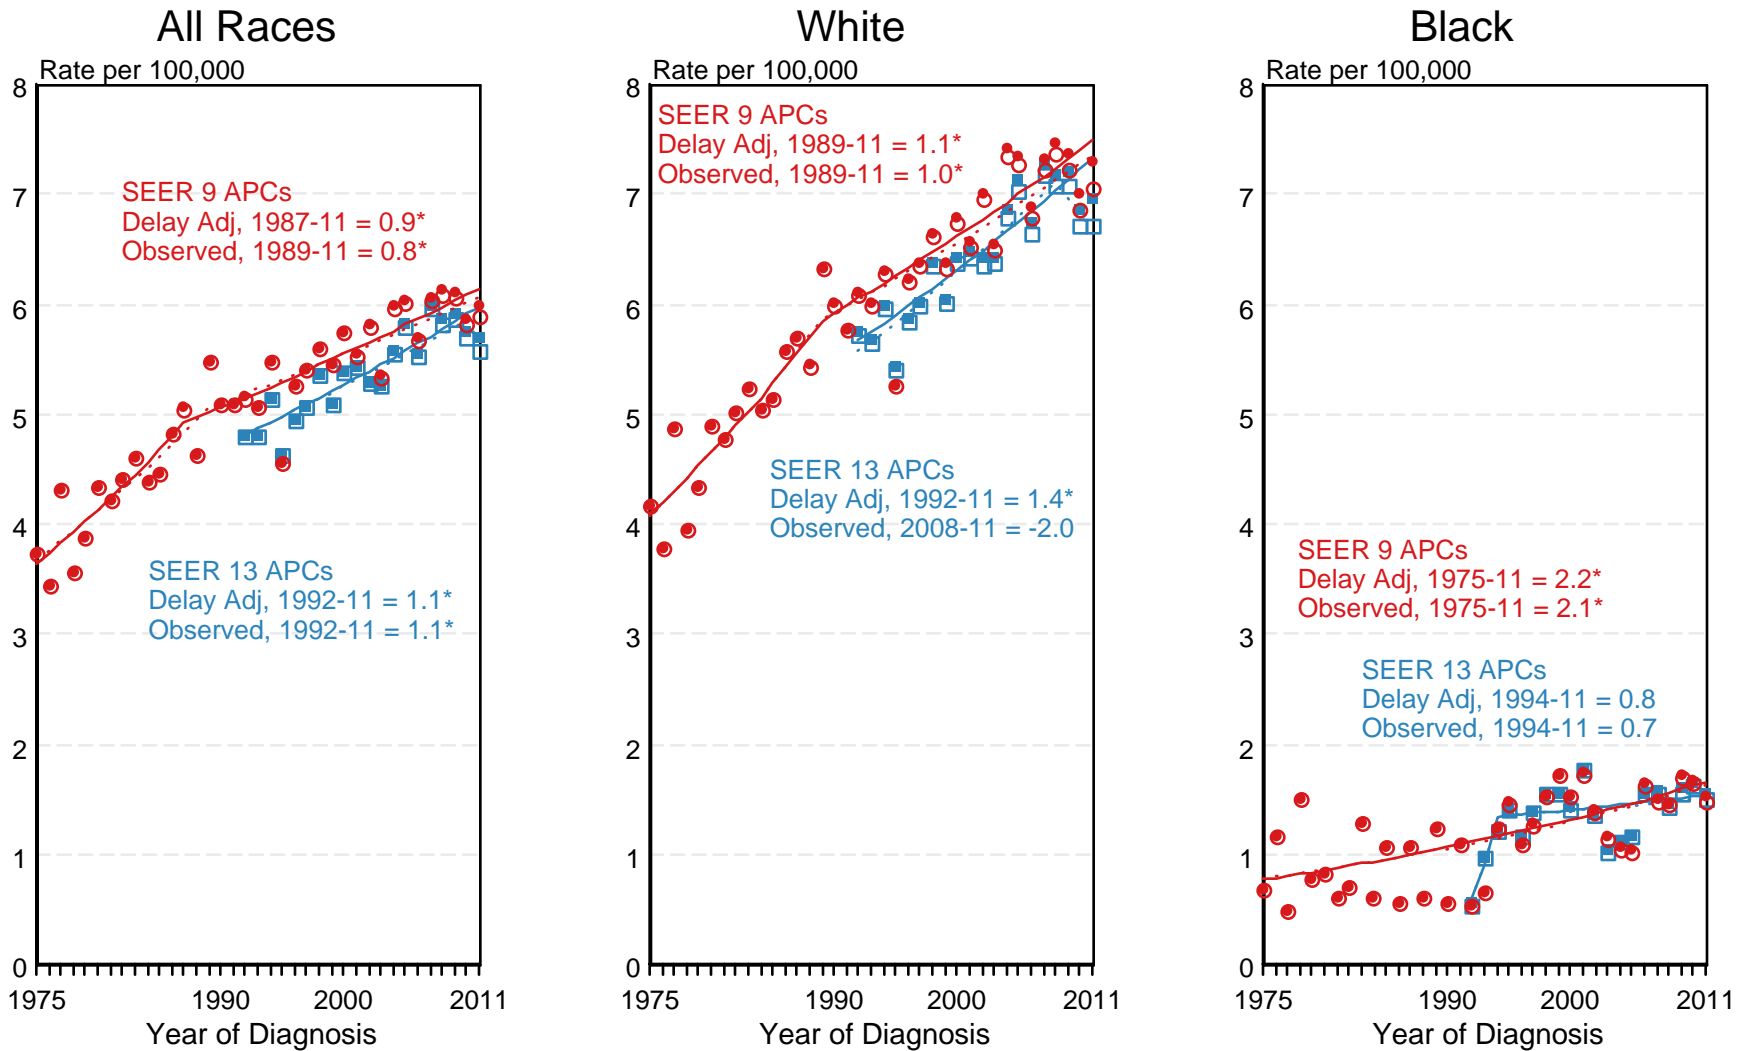 All Races
Rate per 100,000
8
7
6
5
4
3
2
1
0
SEER 9 APCs
Delay Adj, 1987-11 = 0.9*
Observed, 1989-11 = 0.8*
SEER 13 APCs
Delay Adj, 1992-11 = 1.1*
Observed, 1992-11 = 1.1*
1975 1990 2000 2011
Year of Diagnosis
White
Rate per 100,000
8
7
6
5
4
3
2
1
0
SEER 9 APCs
Delay Adj, 1989-11 = 1.1*
Observed, 1989-11 = 1.0*
SEER 13 APCs
Delay Adj, 1992-11 = 1.4*
Observed, 2008-11 = -2.0
1975 1990 2000 2011
Year of Diagnosis
Black
Rate per 100,000
8
7
6
5
4
3
2
1
0
SEER 9 APCs
Delay Adj, 1975-11 = 2.2*
Observed, 1975-11 = 2.1*
SEER 13 APCs
Delay Adj, 1994-11 = 0.8
Observed, 1994-11 = 0.7
1975 1990 2000 2011
Year of Diagnosis